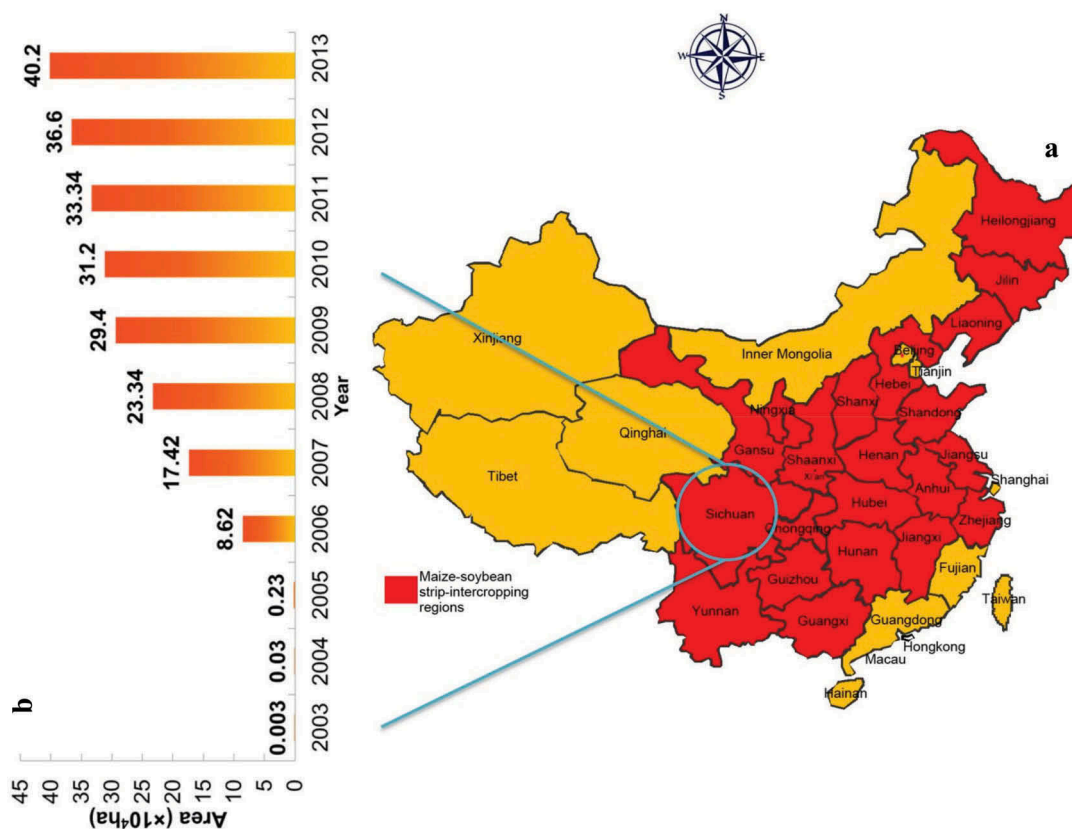 b
Area (×10⁴ha)
45
40
35
30
25
20
15
10
5
0
0.003
0.03
0.23
8.62
17.42
23.34
29.4
31.2
33.34
36.6
40.2
2003
2004
2005
2006
2007
2008
2009
2010
2011
2012
2013
Year
N
W
E
S
a
Heilongjiang
Jilin
Liaoning
Xinjiang
Inner Mongolia
Beijing
Tianjin
Hebei
Ningxia
Shanxi
Shandong
Qinghai
Gansu
Shaanxi
Xi'an
Henan
Jiangsu
Tibet
Anhui
Shanghai
Sichuan
Hubei
Zhejiang
Chongqing
Hunan
Jiangxi
Maize-soybean
strip-intercropping
regions
Guizhou
Fujian
Yunnan
Guangxi
Guangdong
Taiwan
Hongkong
Macau
Hainan